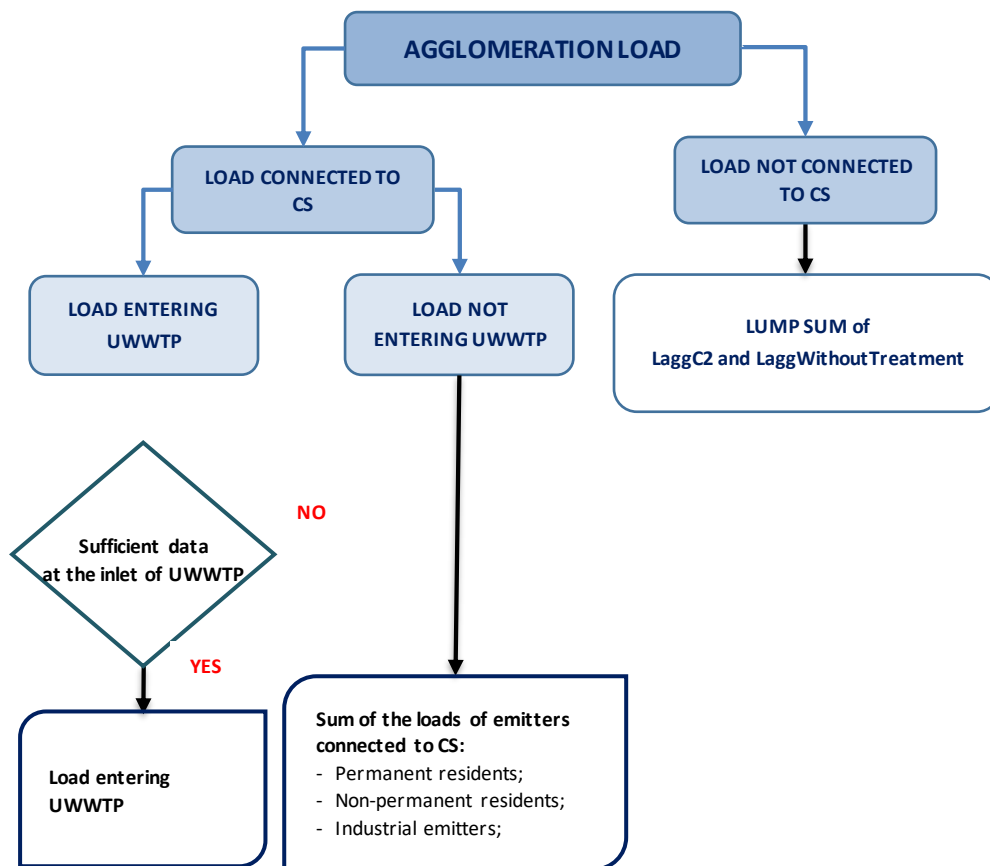 AGGLOMERATION LOAD
LOAD CONNECTED TO
CS
LOAD NOT CONNECTED
TO CS
LOAD ENTERING
UWWTP
LOAD NOT
ENTERING UWWTP
LUMP SUM of
LaggC2 and LaggWithoutTreatment
NO
Sufficient data
at the inlet of UWWTP
YES
Load entering
UWWTP
Sum of the loads of emitters
connected to CS:
- Permanent residents;
- Non-permanent residents;
- Industrial emitters;